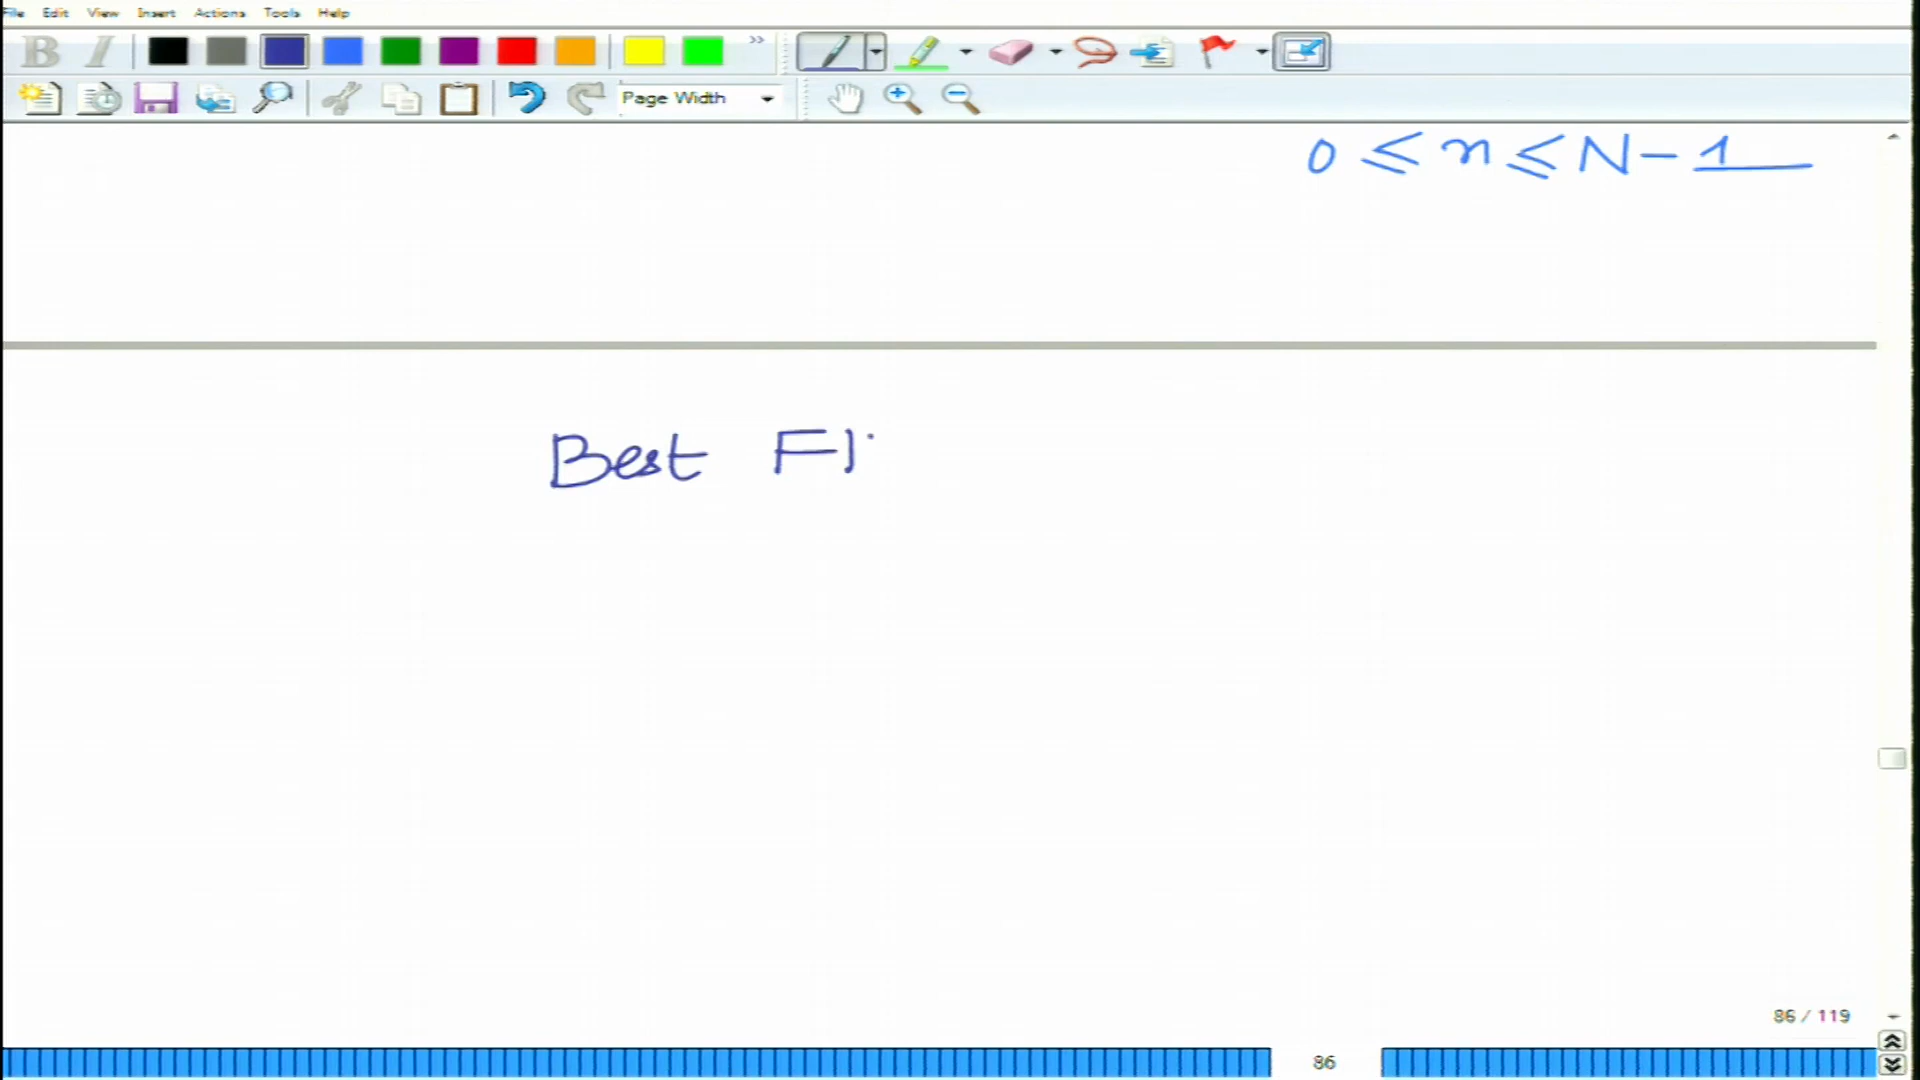 File Edit View Insert Actions Tools Help
B I
Page Width
0 ≤ n ≤ N - 1
Best FI
86 / 119
86